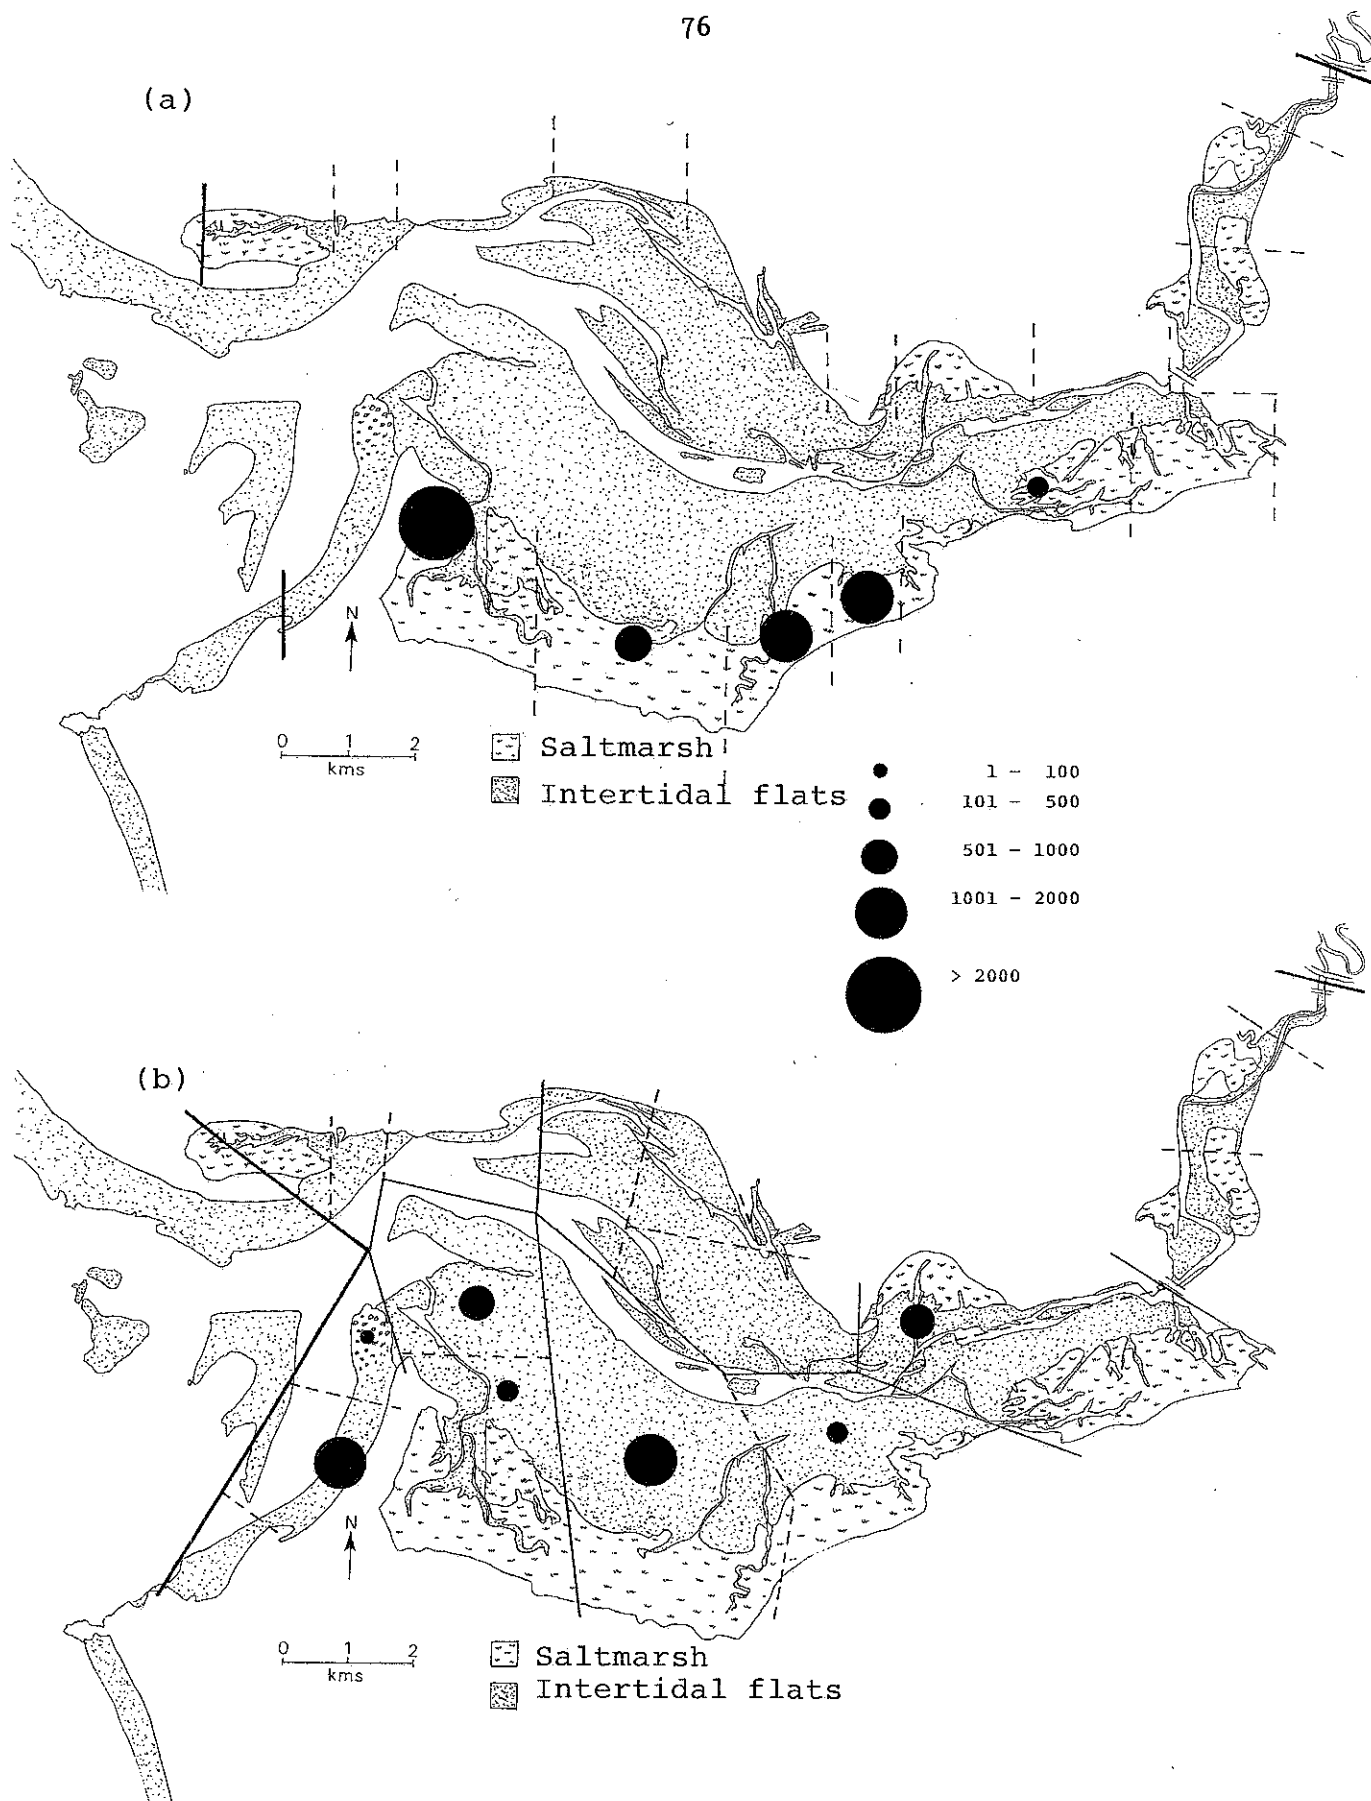 76
(a)
N
0 1 2
kms
Saltmarsh
Intertidal flats
1 – 100
101 – 500
501 – 1000
1001 – 2000
> 2000
(b)
N
0 1 2
kms
Saltmarsh
Intertidal flats